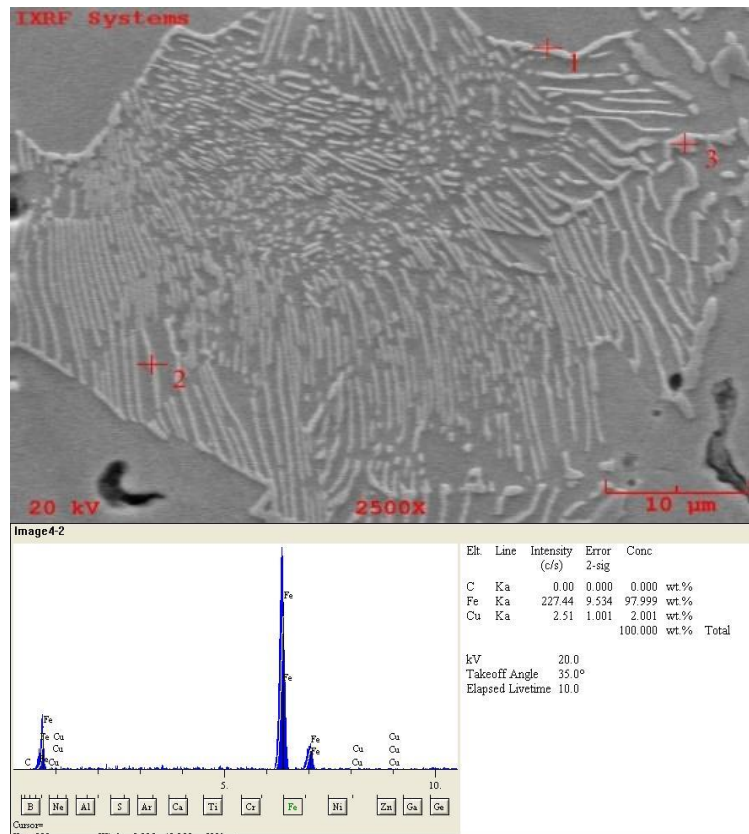 IXRF Systems
1
3
2
20 kV 2500X 10 µm
Image4-2
Elt. Line Intensity Error Conc
(c/s) 2-sig
C Ka 0.00 0.000 0.000 wt.%
Fe Ka 227.44 9.534 97.999 wt.%
Cu Ka 2.51 1.001 2.001 wt.%
100.000 wt.% Total
kV 20.0
Takeoff Angle 35.0°
Elapsed Livetime 10.0
Fe
Fe
Fe Cu Fe Cu
Fe Cu Fe Cu Cu
C Cu Cu Cu
5. 10.
B Ne Al S Ar Ca Ti Cr Fe Ni Zn Ga Ge
Cursor=